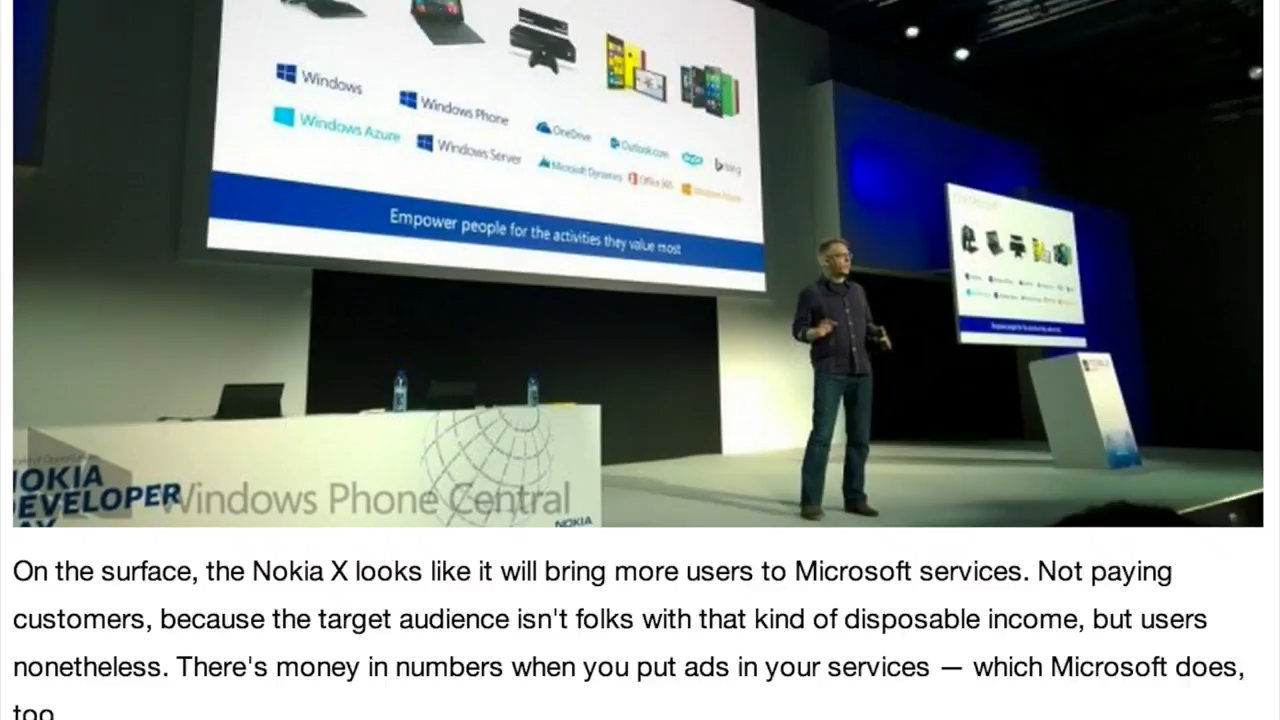 Windows
Windows Phone
OneDrive
Outlook.com
bing
Windows Azure
Windows Server
Microsoft Dynamics
Office 365
Empower people for the activities they value most
NOKIA
DEVELOPER
Windows Phone Central
NOKIA
On the surface, the Nokia X looks like it will bring more users to Microsoft services. Not paying
customers, because the target audience isn't folks with that kind of disposable income, but users
nonetheless. There's money in numbers when you put ads in your services — which Microsoft does,
too